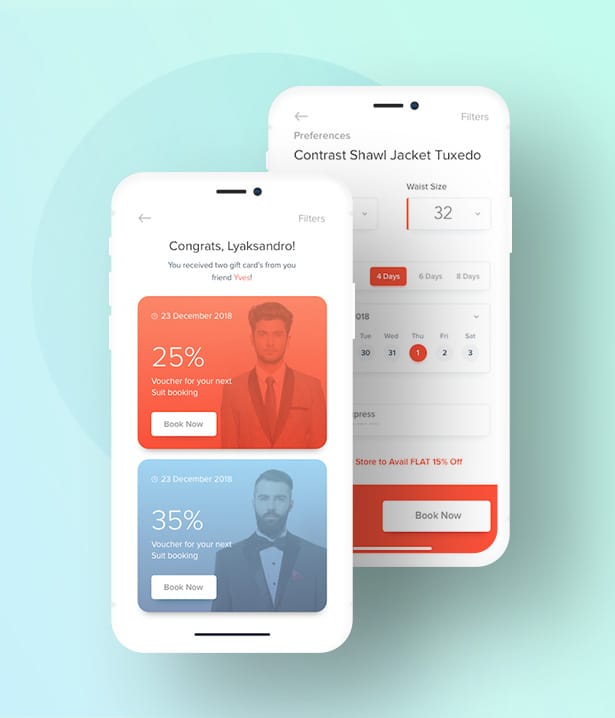 Filters
Congrats, Lyaksandro!
You received two gift card's from you
friend Yves!
23 December 2018
25%
Voucher for your next
Suit booking
Book Now
23 December 2018
35%
Voucher for your next
Suit booking
Book Now
Filters
Preferences
Contrast Shawl Jacket Tuxedo
Waist Size
32
4 Days 6 Days 8 Days
018
Tue Wed Thu Fri Sat
30 31 1 2 3
press
Store to Avail FLAT 15% Off
Book Now